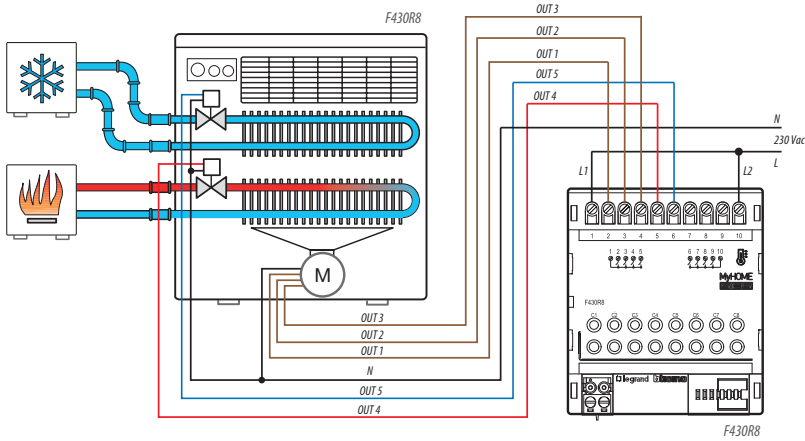 F430R8
OUT 3
OUT 2
OUT 1
OUT 5
OUT 4
N
230 Vac
L
L1
L2
1 2 3 4 5 6 7 8 9 10
1 2 3 4 5
6 7 8 9 10
MyHOME
F430R8
C1 C2 C3 C4 C5 C6 C7 C8
M
OUT 3
OUT 2
OUT 1
N
OUT 5
OUT 4
legrand
F430R8